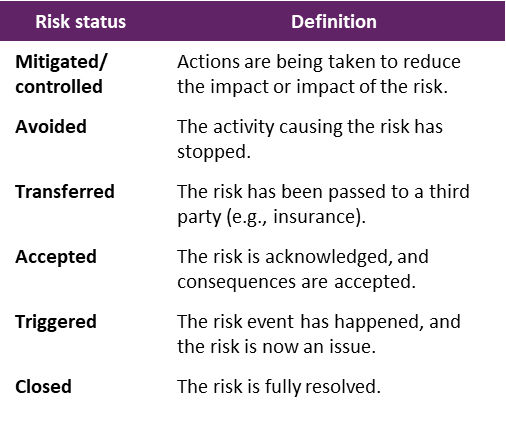 Risk status Definition
Mitigated/ Actions are being taken to reduce
controlled the impact or impact of the risk.
Avoided The activity causing the risk has
stopped.
Transferred The risk has been passed to a third
party (e.g., insurance).
Accepted The risk is acknowledged, and
consequences are accepted.
Triggered The risk event has happened, and
the risk is now an issue.
Closed The risk is fully resolved.